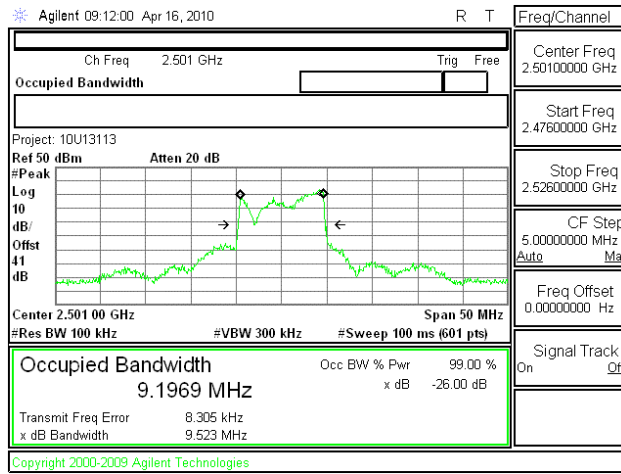 Agilent 09:12:00 Apr 16, 2010 R T
Freq/Channel
Ch Freq 2.501 GHz Trig Free
Occupied Bandwidth
Center Freq
2.50100000 GHz
Start Freq
2.47600000 GHz
Stop Freq
2.52600000 GHz
CF Step
5.00000000 MHz
Auto Ma
Freq Offset
0.00000000 Hz
Signal Track
On Of
Project: 10U13113
Ref 50 dBm Atten 20 dB
#Peak
Log
10
dB/
Offst
41
dB
Center 2.501 00 GHz Span 50 MHz
#Res BW 100 kHz #VBW 300 kHz #Sweep 100 ms (601 pts)
Occupied Bandwidth Occ BW % Pwr 99.00 %
9.1969 MHz x dB -26.00 dB
Transmit Freq Error 8.305 kHz
x dB Bandwidth 9.523 MHz
Copyright 2000-2009 Agilent Technologies